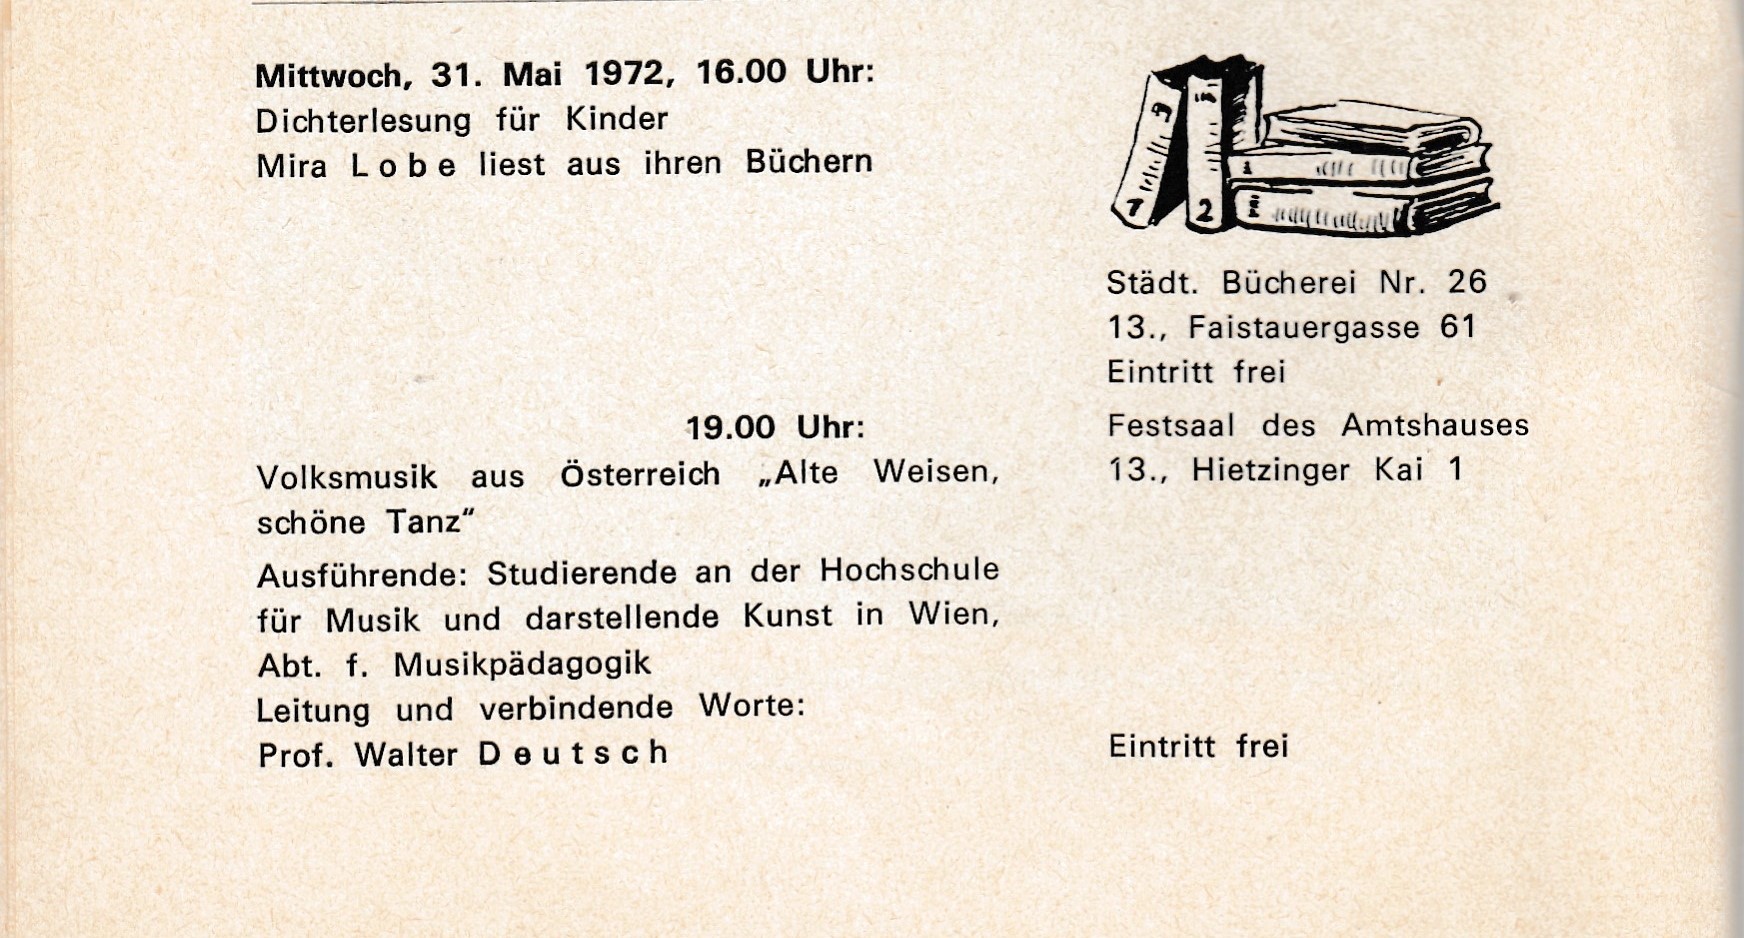 Mittwoch, 31. Mai 1972, 16.00 Uhr:
Dichterlesung für Kinder
Mira Lobe liest aus ihren Büchern
1
2
Städt. Bücherei Nr. 26
13., Faistauergasse 61
Eintritt frei
19.00 Uhr:
Volksmusik aus Österreich „Alte Weisen,
schöne Tanz“
Ausführende: Studierende an der Hochschule
für Musik und darstellende Kunst in Wien,
Abt. f. Musikpädagogik
Leitung und verbindende Worte:
Prof. Walter Deutsch
Festsaal des Amtshauses
13., Hietzinger Kai 1
Eintritt frei